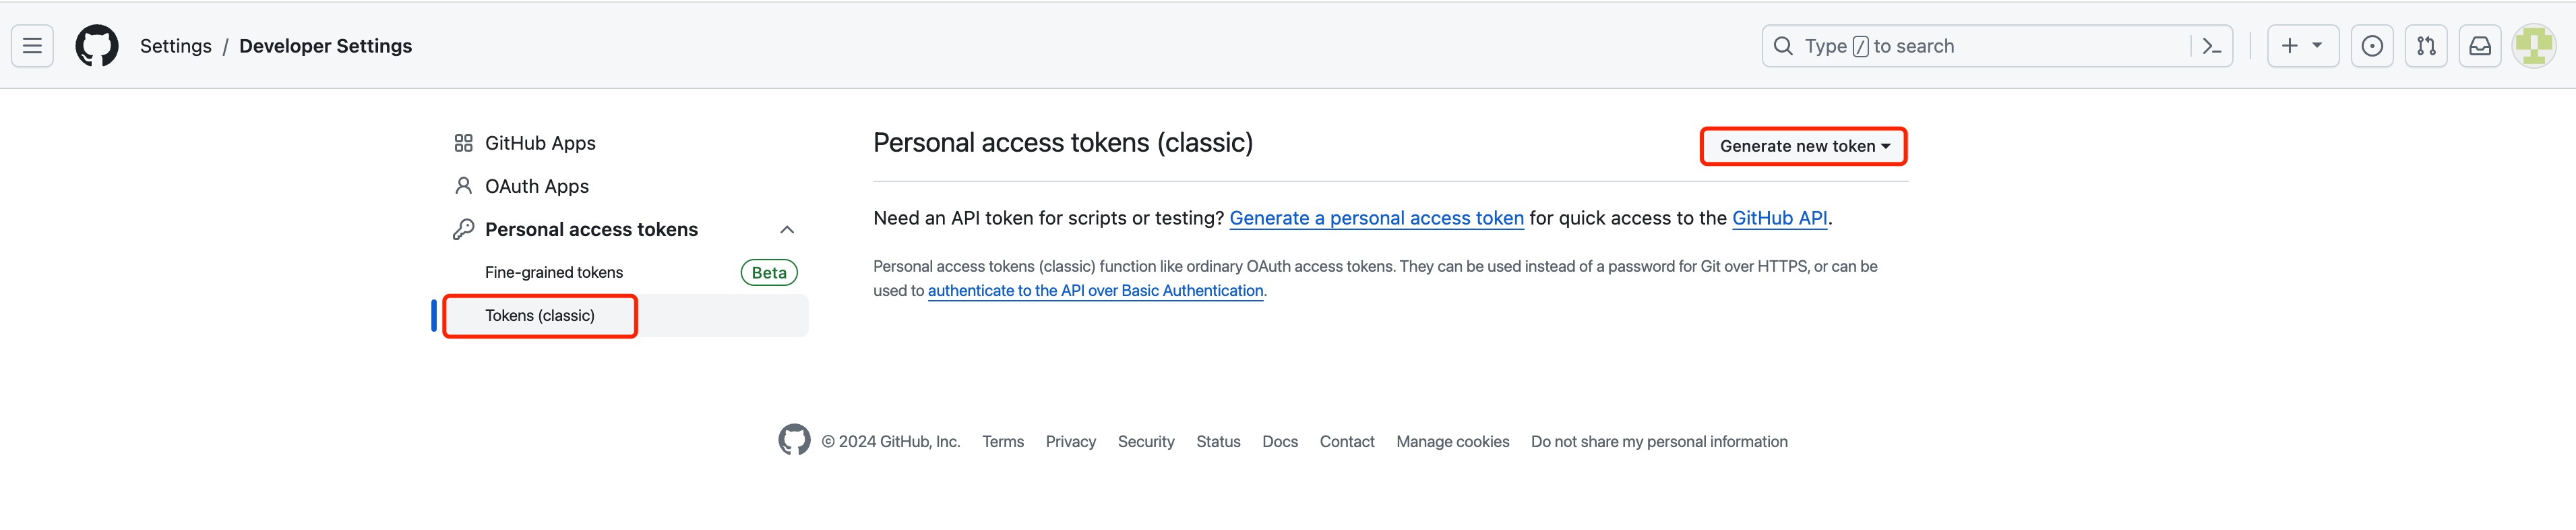 Settings / Developer Settings
Type / to search
GitHub Apps
OAuth Apps
Personal access tokens
Fine-grained tokens Beta
Tokens (classic)
Personal access tokens (classic)
Generate new token
Need an API token for scripts or testing? Generate a personal access token for quick access to the GitHub API.
Personal access tokens (classic) function like ordinary OAuth access tokens. They can be used instead of a password for Git over HTTPS, or can be
used to authenticate to the API over Basic Authentication.
© 2024 GitHub, Inc. Terms Privacy Security Status Docs Contact Manage cookies Do not share my personal information